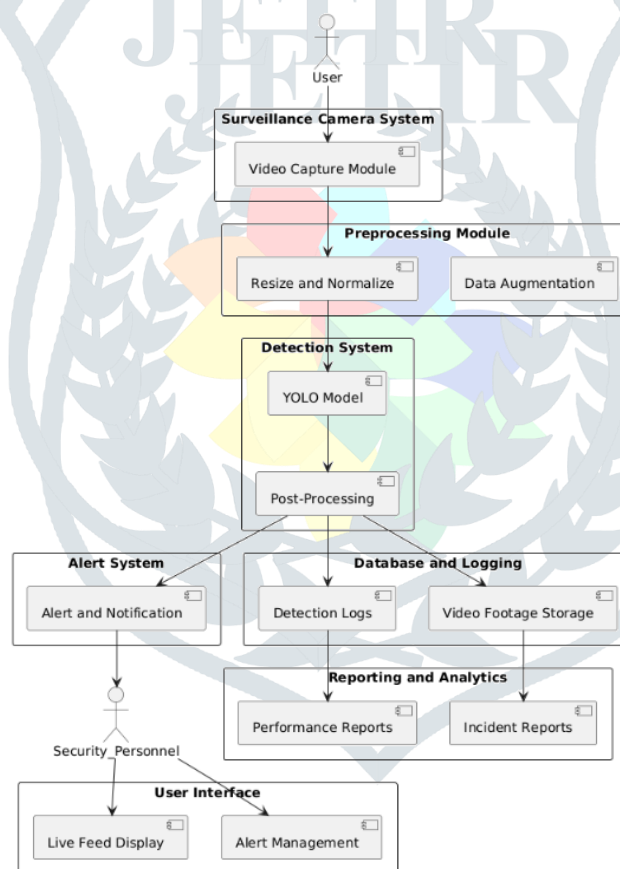 JETIR
JETIR
User
Surveillance Camera System
Video Capture Module
Preprocessing Module
Resize and Normalize
Data Augmentation
Detection System
YOLO Model
Post-Processing
Alert System
Database and Logging
Alert and Notification
Detection Logs
Video Footage Storage
Reporting and Analytics
Performance Reports
Incident Reports
Security_Personnel
User Interface
Live Feed Display
Alert Management